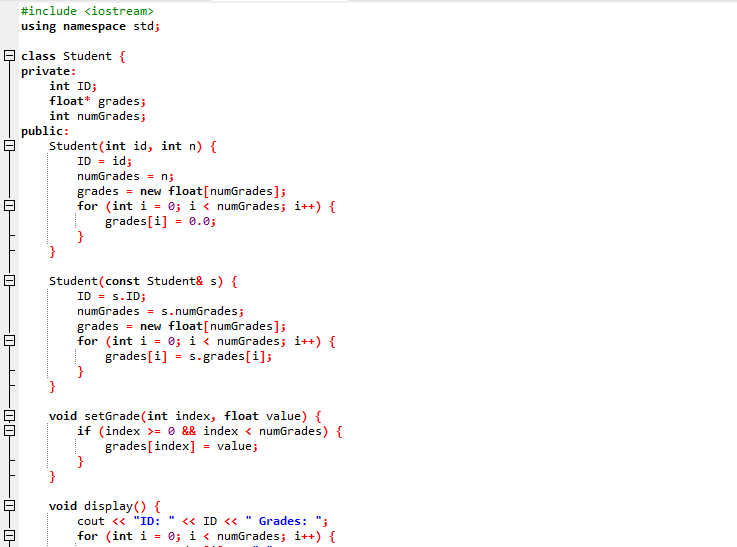 #include <iostream>
using namespace std;
class Student {
private:
int ID;
float* grades;
int numGrades;
public:
Student(int id, int n) {
ID = id;
numGrades = n;
grades = new float[numGrades];
for (int i = 0; i < numGrades; i++) {
grades[i] = 0.0;
}
}
Student(const Student& s) {
ID = s.ID;
numGrades = s.numGrades;
grades = new float[numGrades];
for (int i = 0; i < numGrades; i++) {
grades[i] = s.grades[i];
}
}
void setGrade(int index, float value) {
if (index >= 0 && index < numGrades) {
grades[index] = value;
}
}
void display() {
cout << "ID: " << ID << " Grades: ";
for (int i = 0; i < numGrades; i++) {